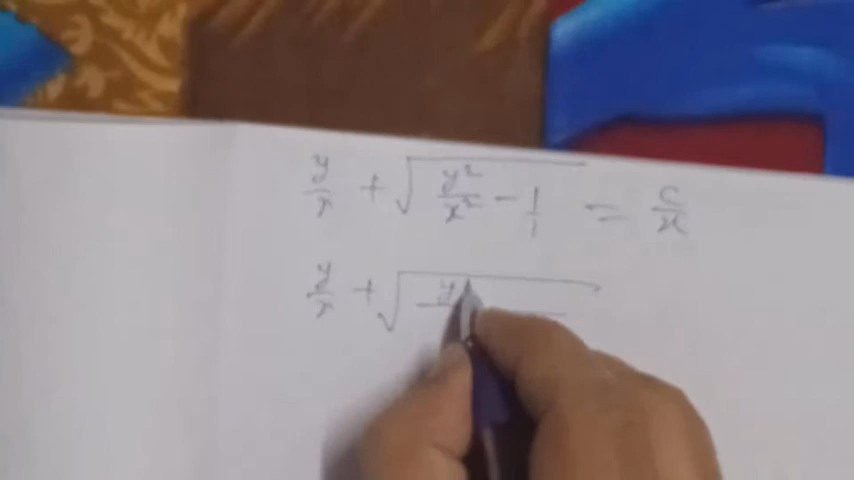 y/x + √(y²/x² - 1/1) = c/x
y/x + √(y